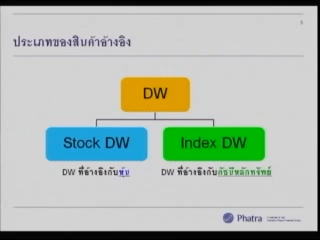 ประเภทของสินค้าอ้างอิง
DW
Stock DW
Index DW
DW ที่อ้างอิงกับหุ้น
DW ที่อ้างอิงกับดัชนีหลักทรัพย์
Phatra